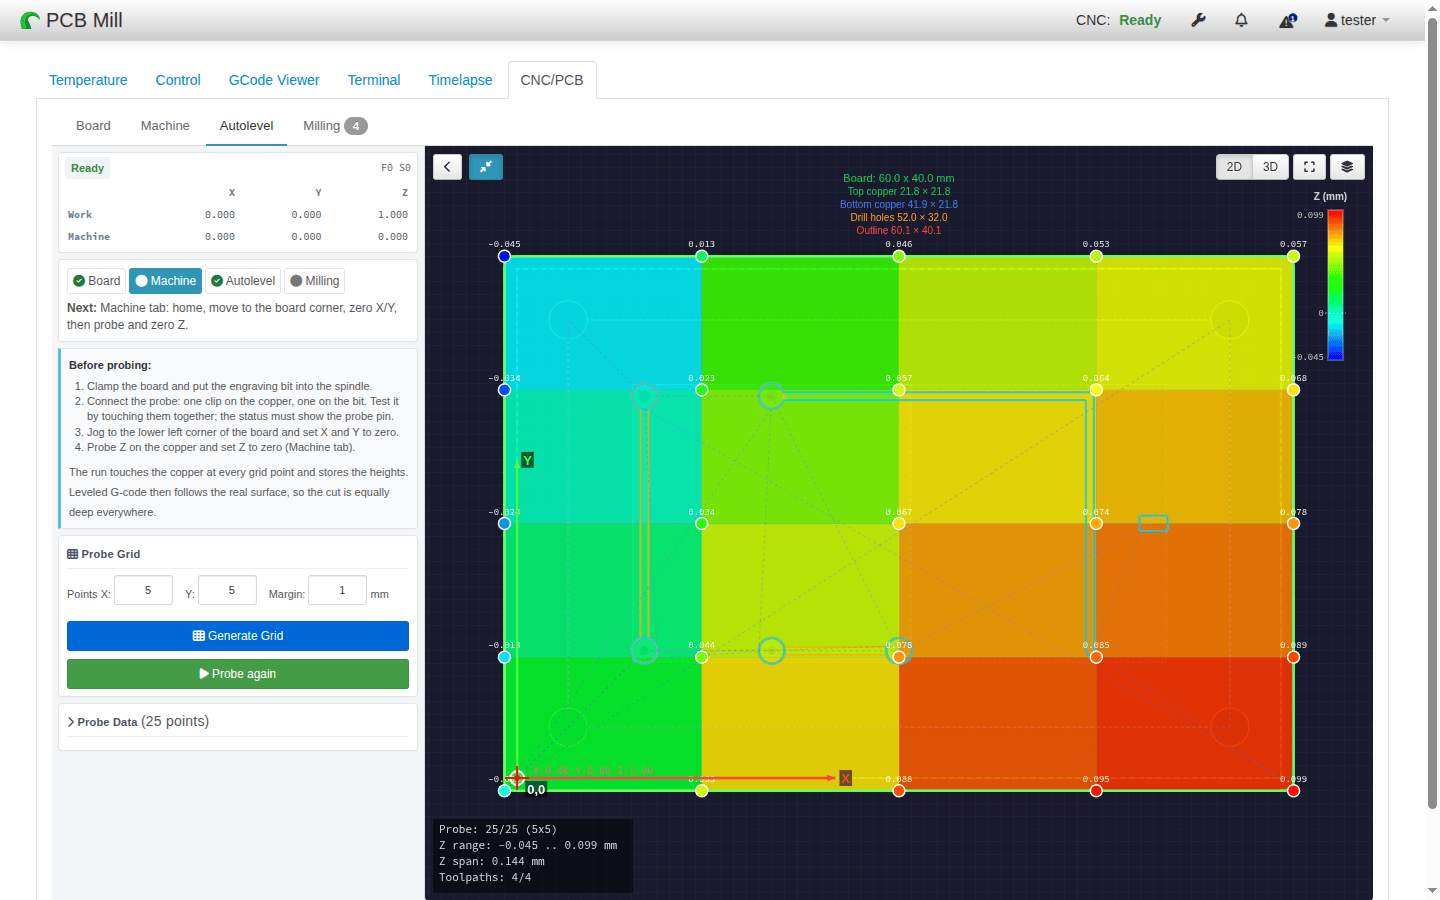 PCB Mill
CNC: Ready
1
tester
Temperature
Control
GCode Viewer
Terminal
Timelapse
CNC/PCB
Board
Machine
Autolevel
Milling 4
Ready
F0 S0
X Y Z
Work 0.000 0.000 1.000
Machine 0.000 0.000 0.000
Board
Machine
Autolevel
Milling
Next: Machine tab: home, move to the board corner, zero X/Y,
then probe and zero Z.
Before probing:
1. Clamp the board and put the engraving bit into the spindle.
2. Connect the probe: one clip on the copper, one on the bit. Test it
by touching them together; the status must show the probe pin.
3. Jog to the lower left corner of the board and set X and Y to zero.
4. Probe Z on the copper and set Z to zero (Machine tab).
The run touches the copper at every grid point and stores the heights.
Leveled G-code then follows the real surface, so the cut is equally
deep everywhere.
Probe Grid
Points X: 5 Y: 5 Margin: 1 mm
Generate Grid
Probe again
Probe Data (25 points)
2D 3D
Board: 60.0 x 40.0 mm
Top copper 21.8 × 21.8
Bottom copper 41.9 × 21.8
Drill holes 52.0 × 32.0
Outline 60.1 × 40.1
Z (mm)
0.099
0
-0.045
-0.045 0.013 0.046 0.053 0.057
-0.034 0.023 0.057 0.064 0.068
Y
0.034 0.067 0.074 0.078
-0.013 0.044 0.078 0.085 0.089
X
0.088 0.095 0.099
0,0
Probe: 25/25 (5x5)
Z range: -0.045 .. 0.099 mm
Z span: 0.144 mm
Toolpaths: 4/4